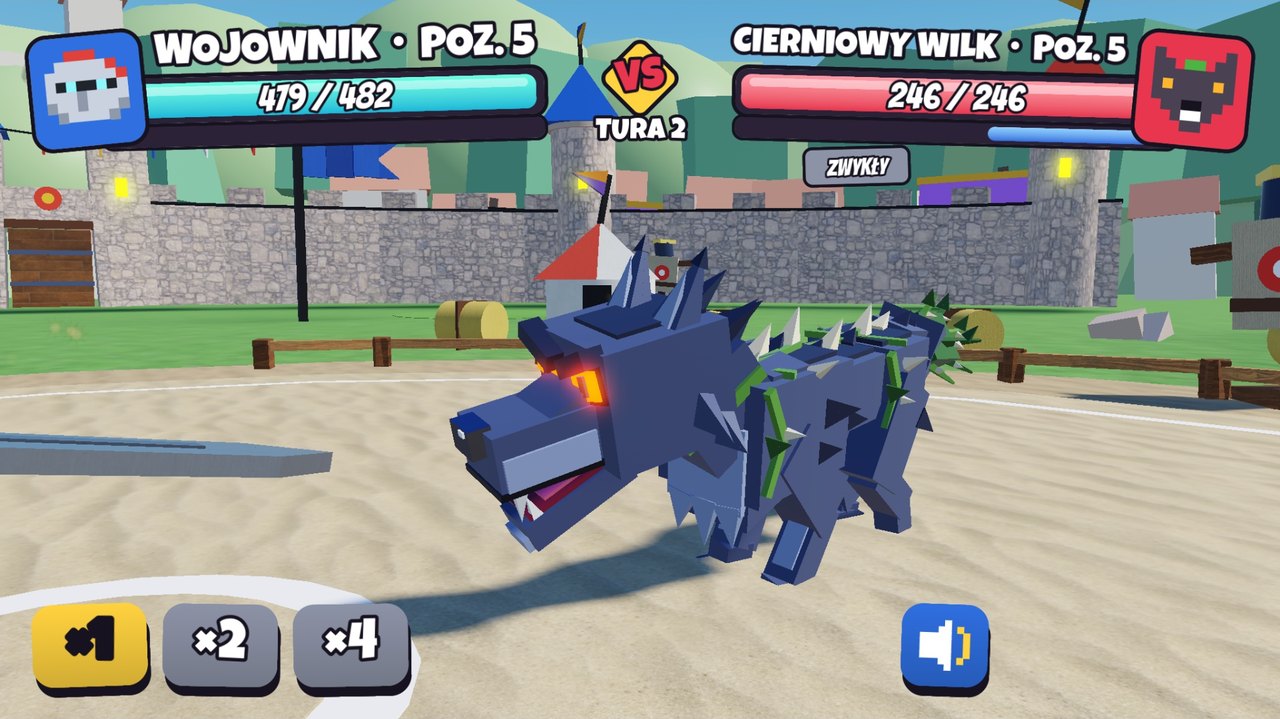 WOJOWNIK • POZ. 5
479 / 482
VS
TURA 2
CIERNIOWY WILK • POZ. 5
246 / 246
ZWYKŁY
×1
×2
×4